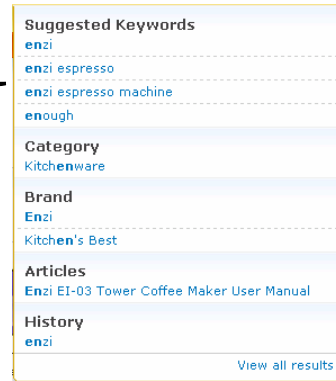 Suggested Keywords
enzi
enzi espresso
enzi espresso machine
enough
Category
Kitchenware
Brand
Enzi
Kitchen's Best
Articles
Enzi EI-03 Tower Coffee Maker User Manual
History
enzi
View all results